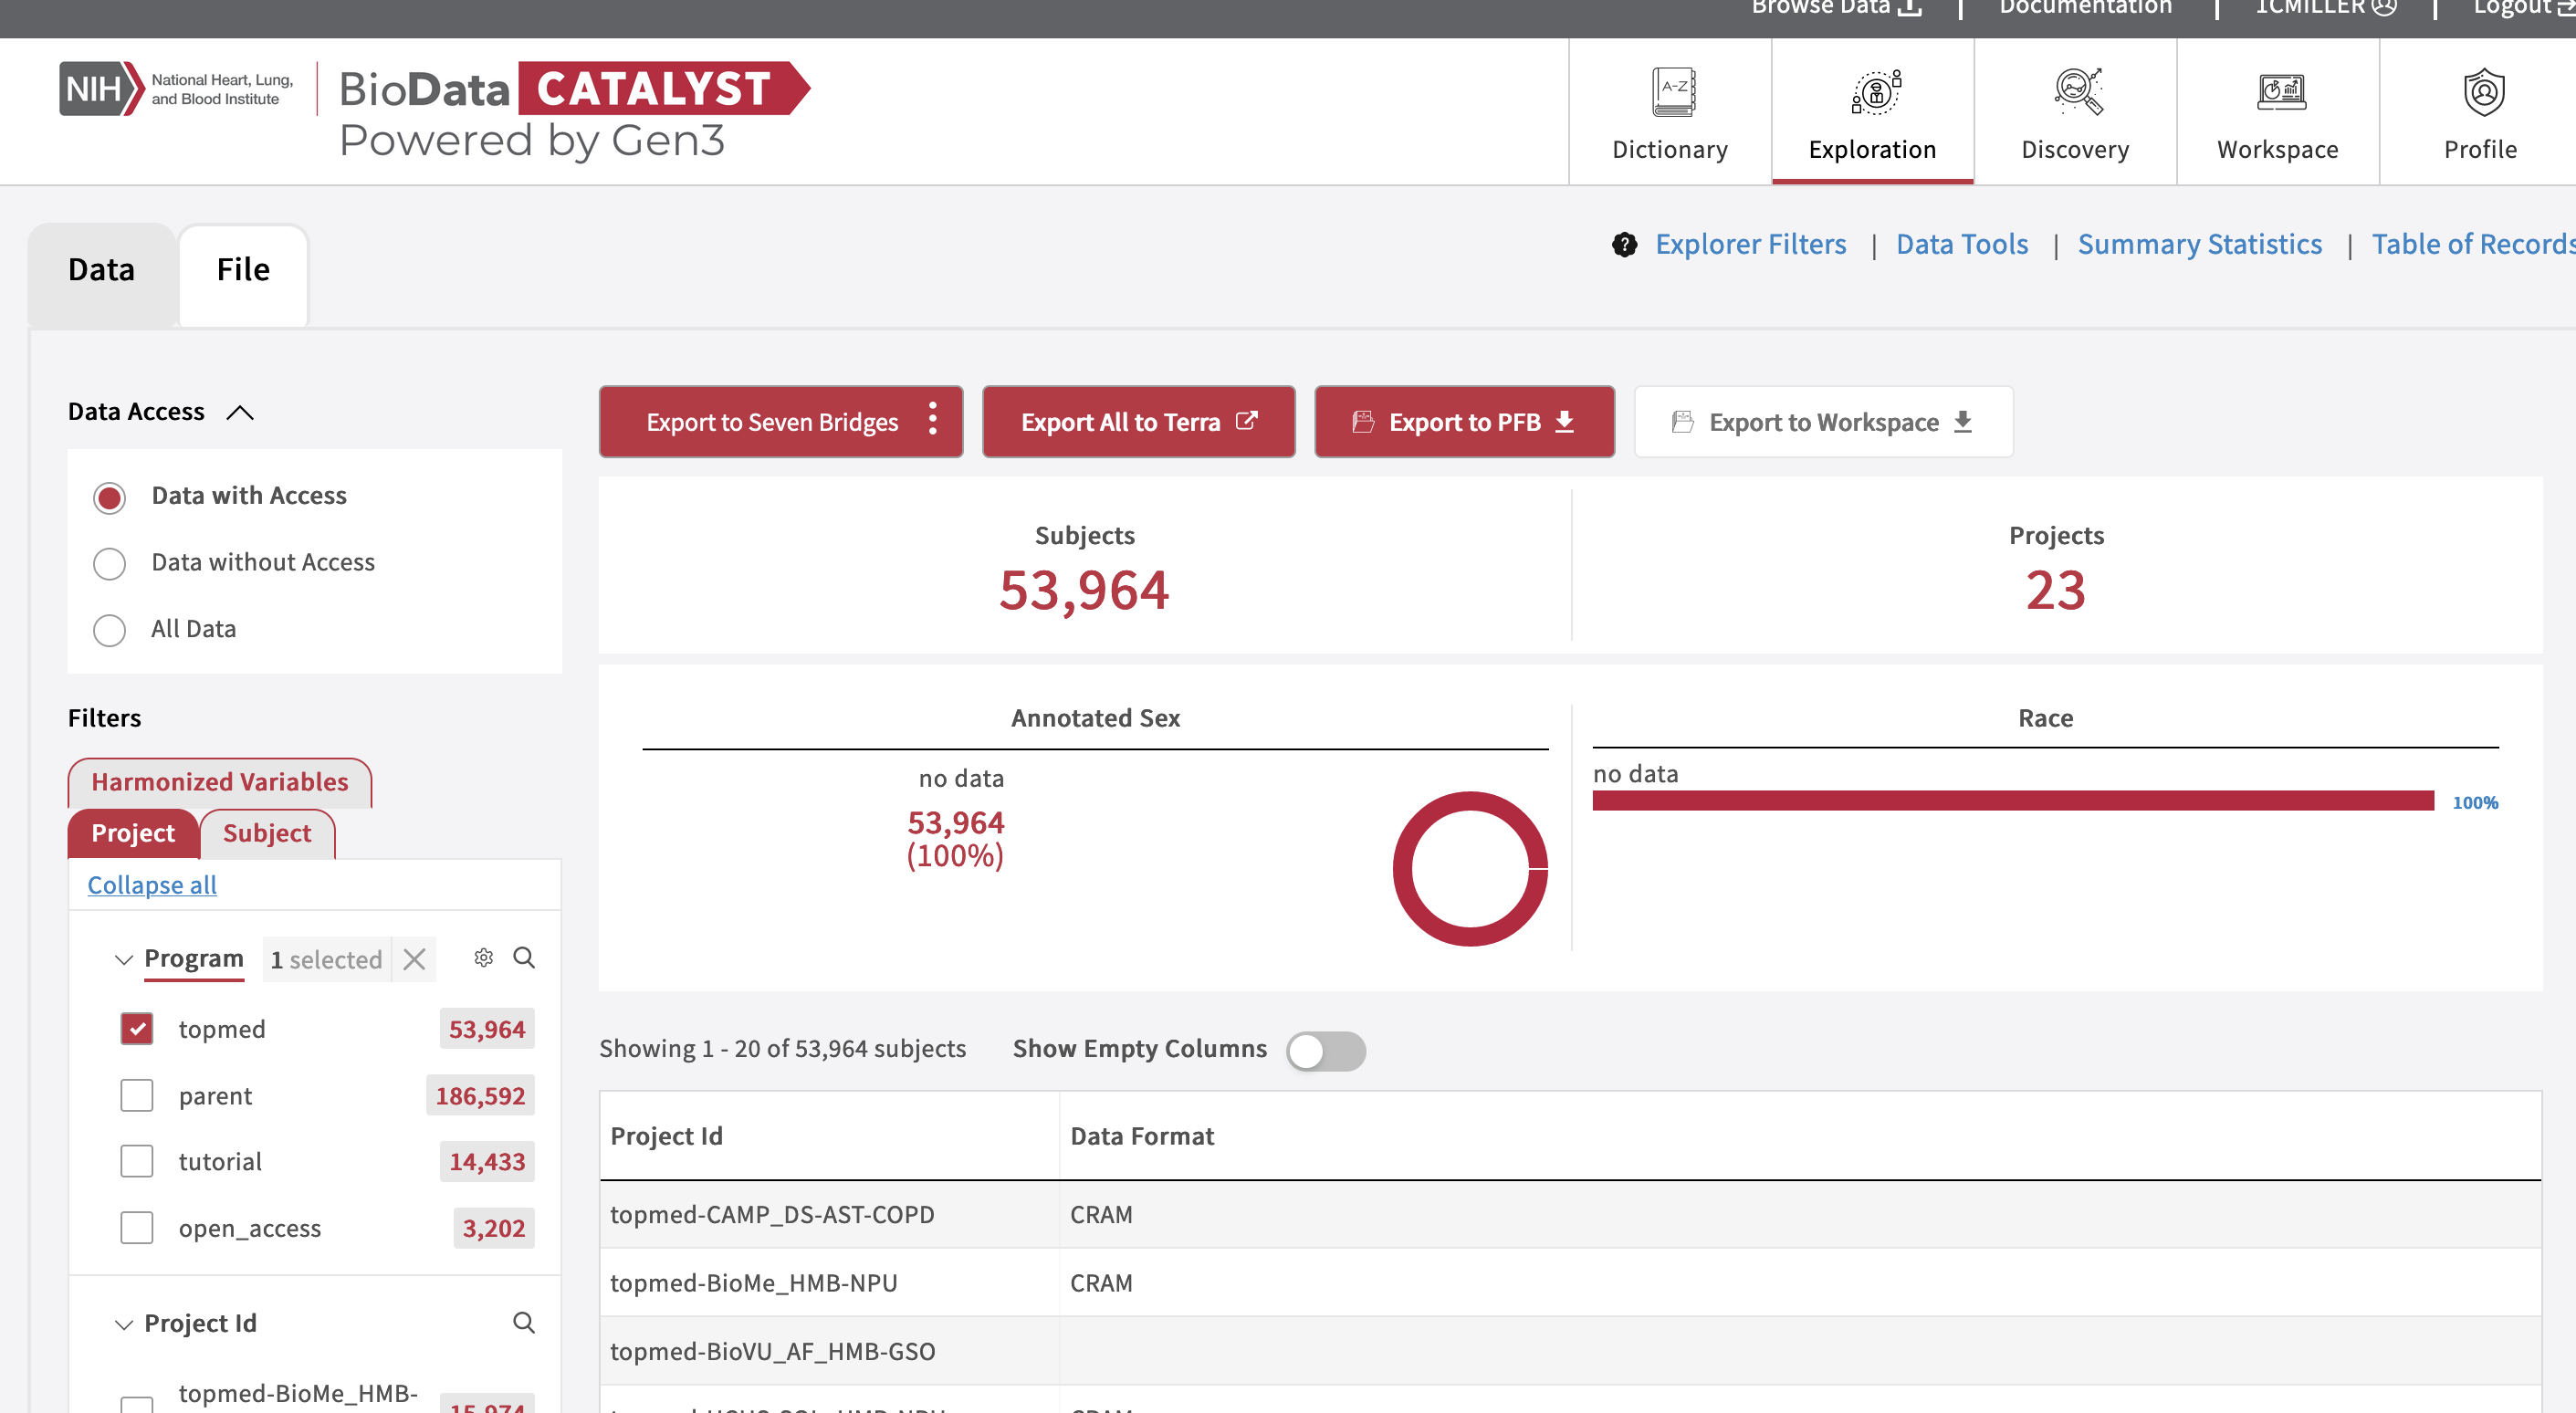 Browse Data | Documentation | 1CMILLER | Logout
NIH National Heart, Lung,
and Blood Institute
BioData CATALYST
Powered by Gen3
Dictionary
Exploration
Discovery
Workspace
Profile
Data
File
Explorer Filters | Data Tools | Summary Statistics | Table of Records
Data Access
Data with Access
Data without Access
All Data
Export to Seven Bridges
Export All to Terra
Export to PFB
Export to Workspace
Subjects
53,964
Projects
23
Filters
Harmonized Variables
Project
Subject
Collapse all
Program
1 selected
topmed 53,964
parent 186,592
tutorial 14,433
open_access 3,202
Project Id
topmed-BioMe_HMB-
15,974
Annotated Sex
no data
53,964
(100%)
Race
no data
100%
Showing 1 - 20 of 53,964 subjects
Show Empty Columns
Project Id Data Format
topmed-CAMP_DS-AST-COPD CRAM
topmed-BioMe_HMB-NPU CRAM
topmed-BioVU_AF_HMB-GSO